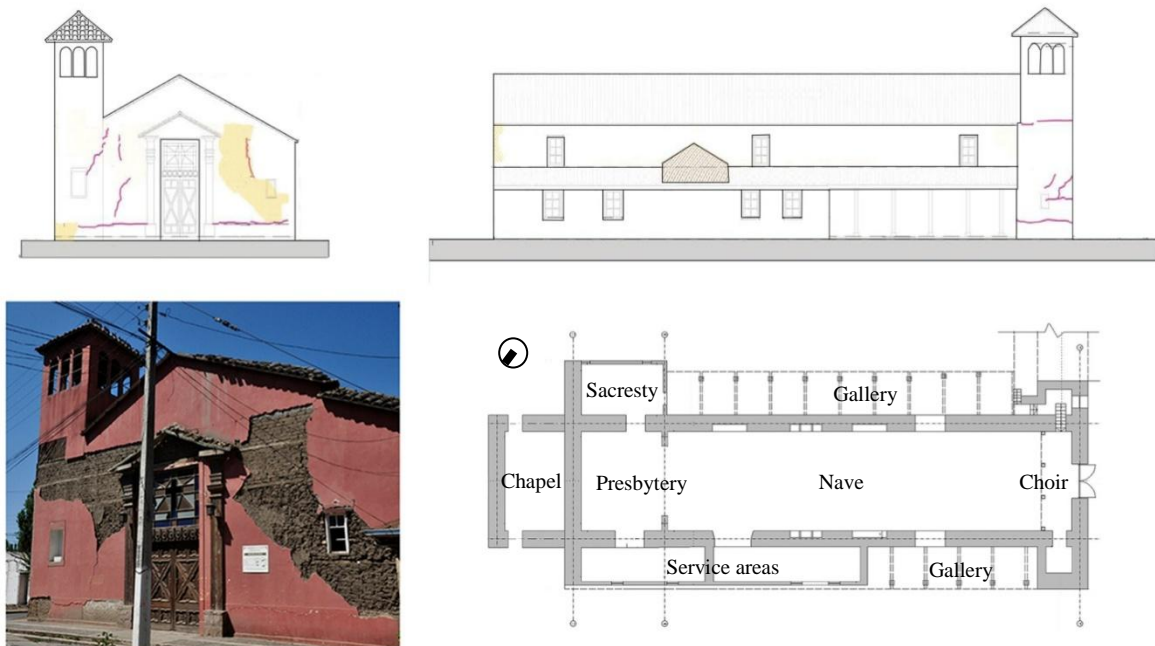 Sacresty
Gallery
Chapel
Presbytery
Nave
Choir
Service areas
Gallery